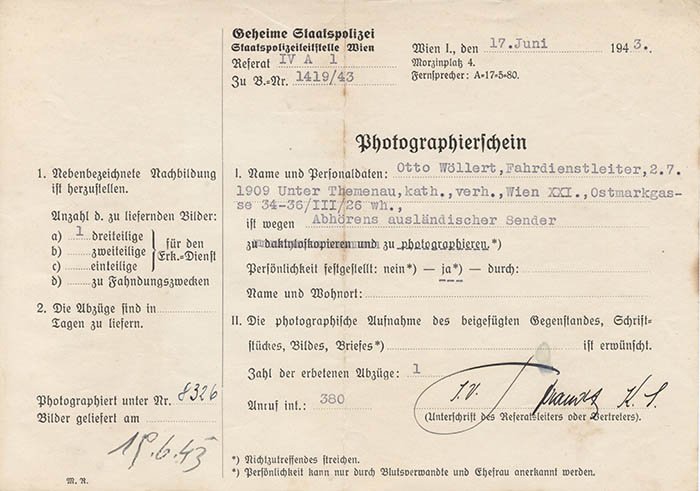 Geheime Staatspolizei
Staatspolizeileitstelle Wien
Referat IV A 1
Zu B.=Nr. 1419/43
Wien I., den 17.Juni 1943.
Morzinplatz 4.
Fernsprecher: A=17=5=80.
Photographierschein
1. Nebenbezeichnete Nachbildung
ist herzustellen.
Anzahl d. zu liefernden Bilder:
a) 1 dreiteilige
b) zweiteilige
c) einteilige
für den
Erk.=Dienst
d) zu Fahndungszwecken
2. Die Abzüge sind in
Tagen zu liefern.
Photographiert unter Nr. 8326
Bilder geliefert am
19.6.43
M. R.
I. Name und Personaldaten: Otto Wöllert,Fahrdienstleiter,2.7.
1909 Unter Themenau,kath.,verh.,Wien XXI.,Ostmarkgas-
se 34-36/III/26 wh.,
ist wegen Abhörens ausländischer Sender
zu daktyloskopieren und zu photographieren.*)
Persönlichkeit festgestellt: nein*) — ja*) — durch:
Name und Wohnort:
II. Die photographische Aufnahme des beigefügten Gegenstandes, Schrift=
stückes, Bildes, Briefes*) ist erwünscht.
Zahl der erbetenen Abzüge: 1
Anruf int.: 380
I.V. K. S.
(Unterschrift des Referatsleiters oder Vertreters).
*) Nichtzutreffendes streichen.
*) Persönlichkeit kann nur durch Blutsverwandte und Ehefrau anerkannt werden.